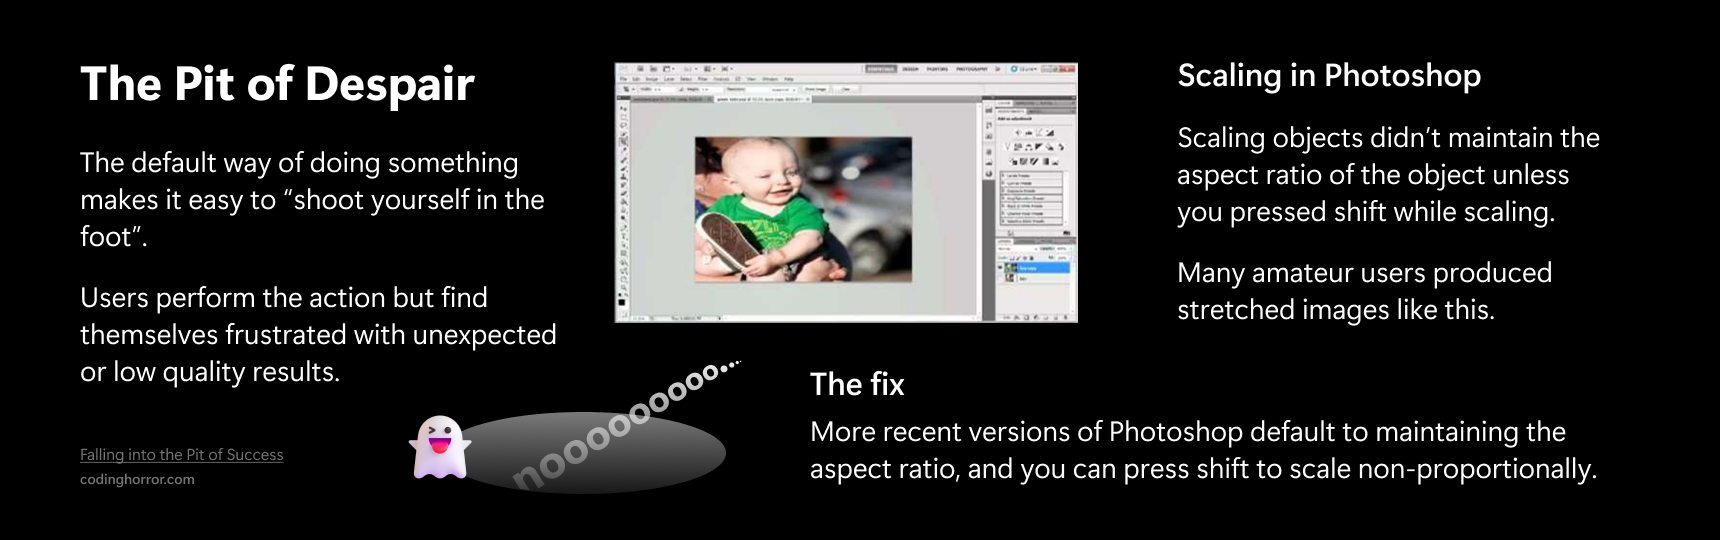 The Pit of Despair
The default way of doing something
makes it easy to “shoot yourself in the
foot”.
Users perform the action but find
themselves frustrated with unexpected
or low quality results.
Falling into the Pit of Success
codinghorror.com
nooooooooo...
Scaling in Photoshop
Scaling objects didn’t maintain the
aspect ratio of the object unless
you pressed shift while scaling.
Many amateur users produced
stretched images like this.
The fix
More recent versions of Photoshop default to maintaining the
aspect ratio, and you can press shift to scale non-proportionally.